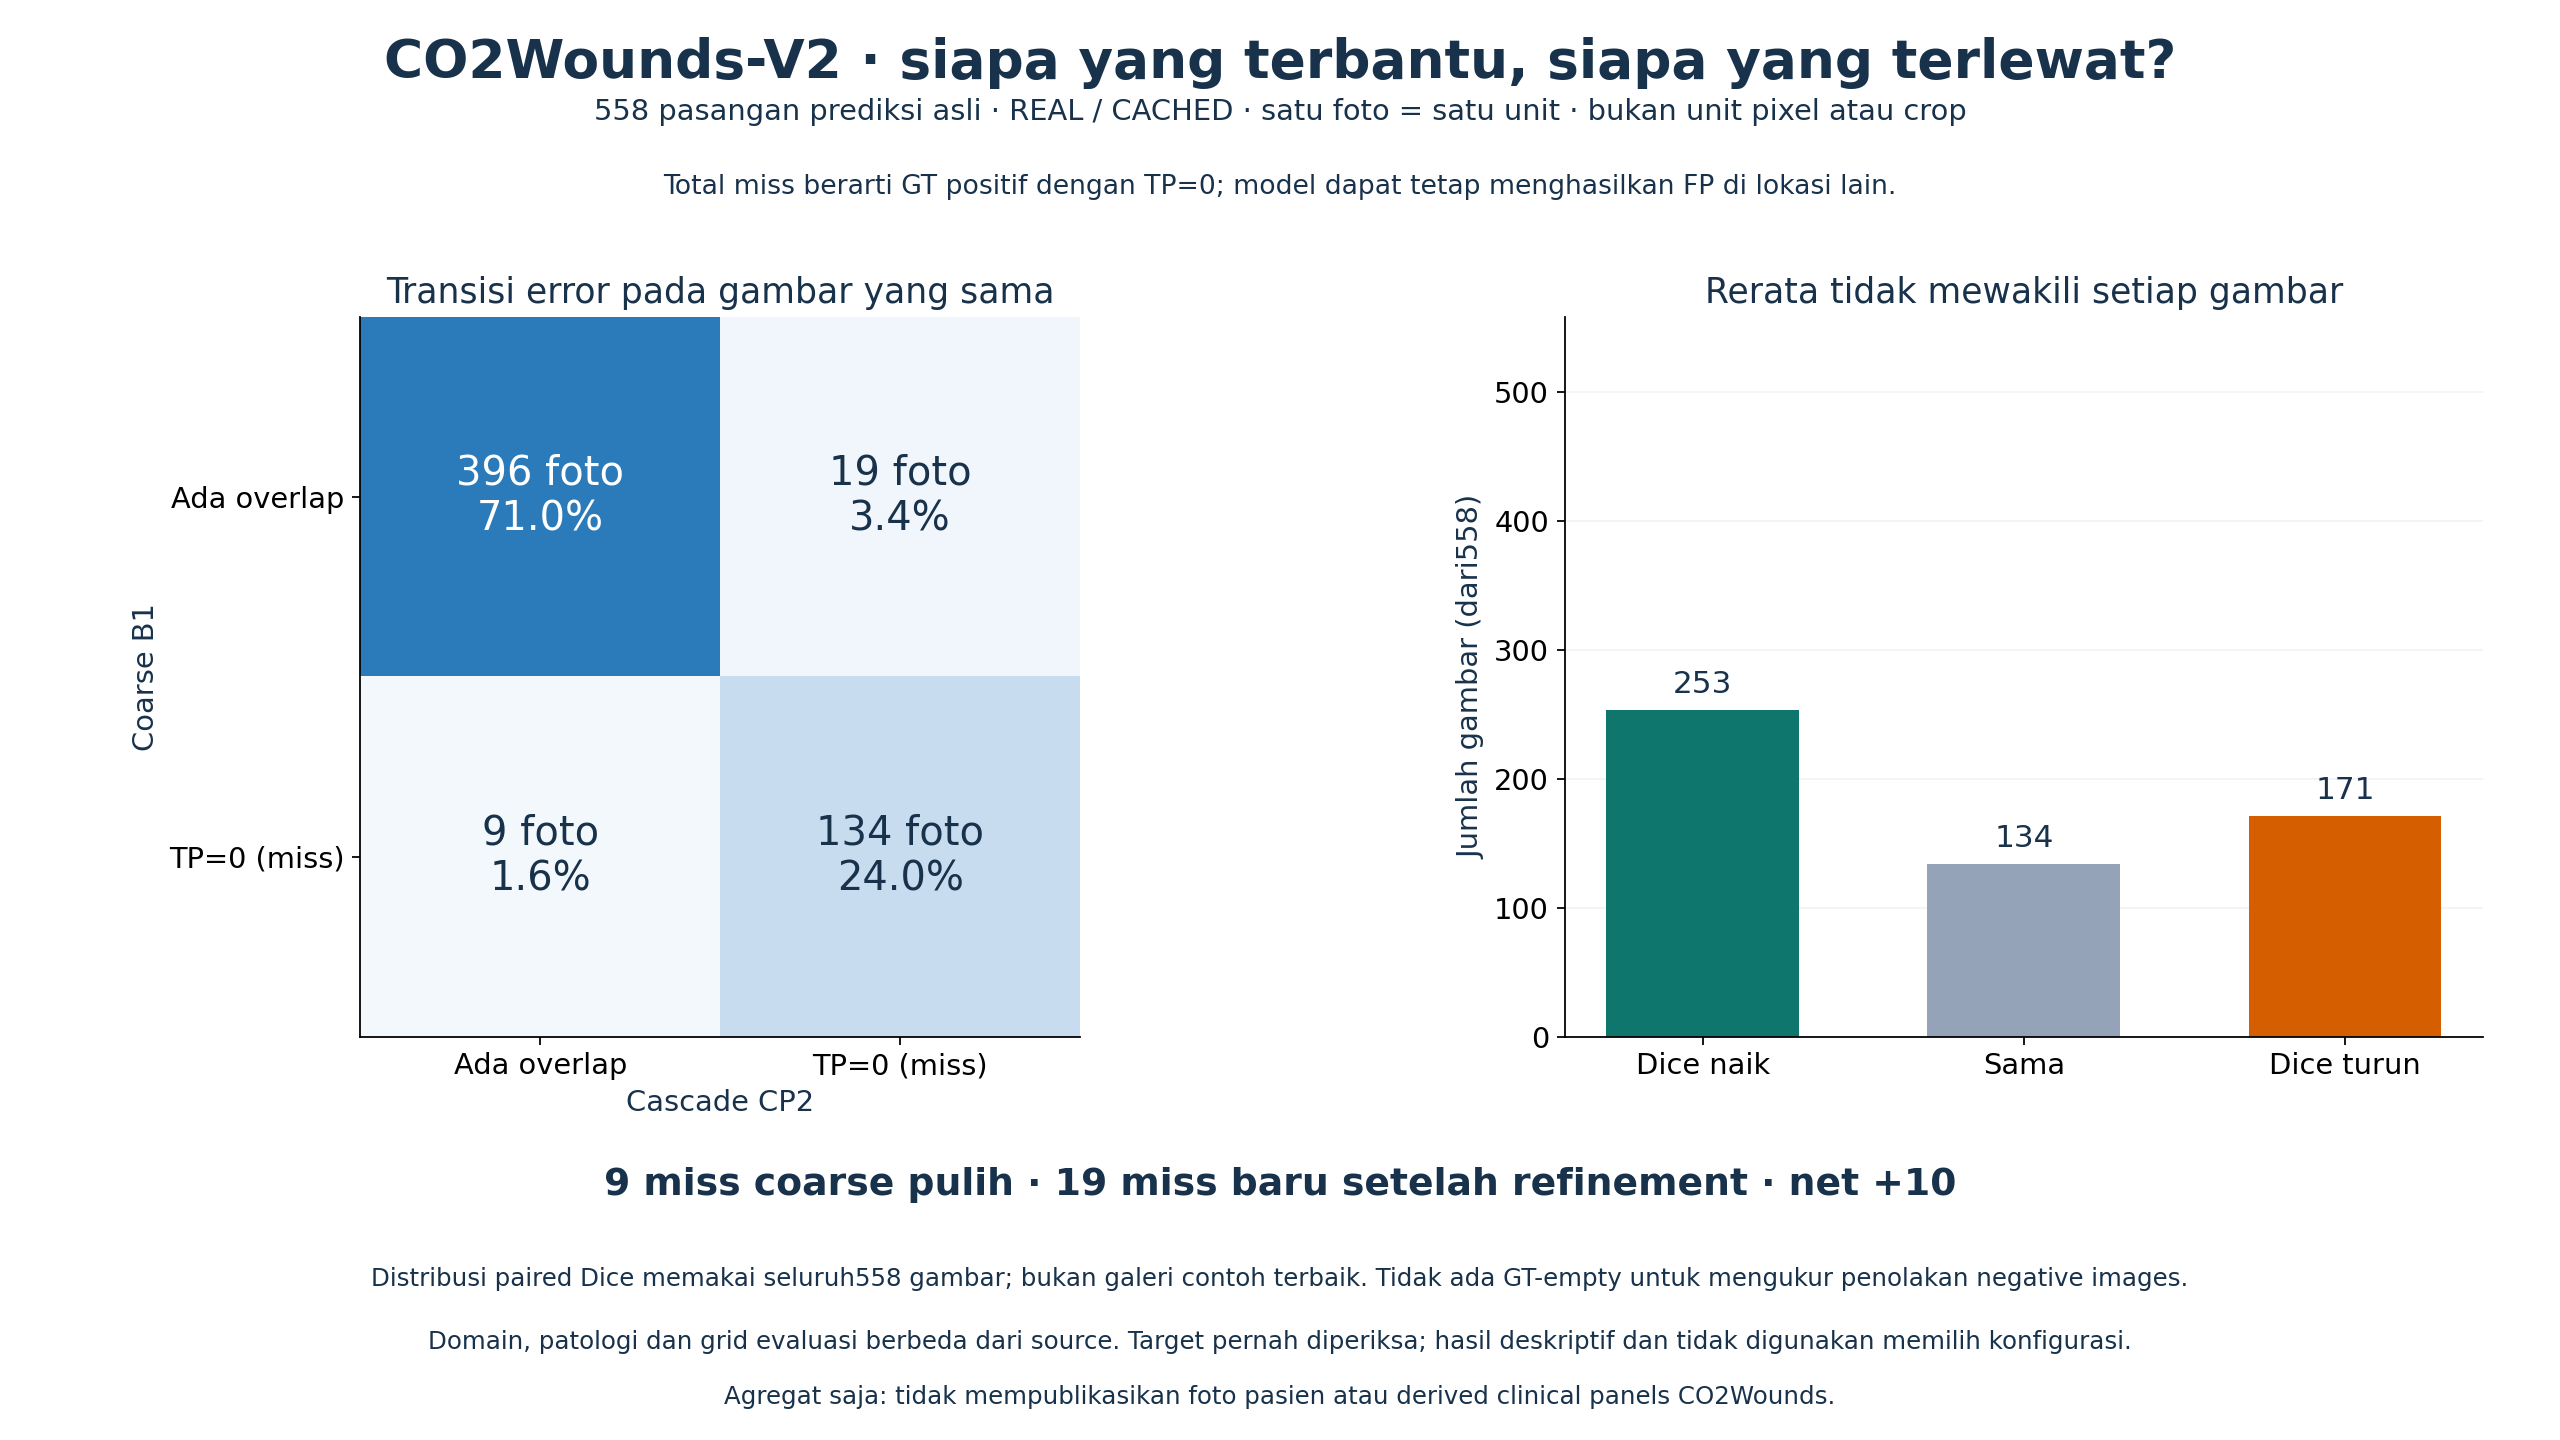 CO2Wounds-V2 · siapa yang terbantu, siapa yang terlewat?
558 pasangan prediksi asli · REAL / CACHED · satu foto = satu unit · bukan unit pixel atau crop
Total miss berarti GT positif dengan TP=0; model dapat tetap menghasilkan FP di lokasi lain.
Transisi error pada gambar yang sama
Coarse B1
Ada overlap
TP=0 (miss)
396 foto
71.0%
19 foto
3.4%
9 foto
1.6%
134 foto
24.0%
Ada overlap
TP=0 (miss)
Cascade CP2
Rerata tidak mewakili setiap gambar
Jumlah gambar (dari558)
500
400
300
200
100
0
253
134
171
Dice naik
Sama
Dice turun
9 miss coarse pulih · 19 miss baru setelah refinement · net +10
Distribusi paired Dice memakai seluruh558 gambar; bukan galeri contoh terbaik. Tidak ada GT-empty untuk mengukur penolakan negative images.
Domain, patologi dan grid evaluasi berbeda dari source. Target pernah diperiksa; hasil deskriptif dan tidak digunakan memilih konfigurasi.
Agregat saja: tidak mempublikasikan foto pasien atau derived clinical panels CO2Wounds.